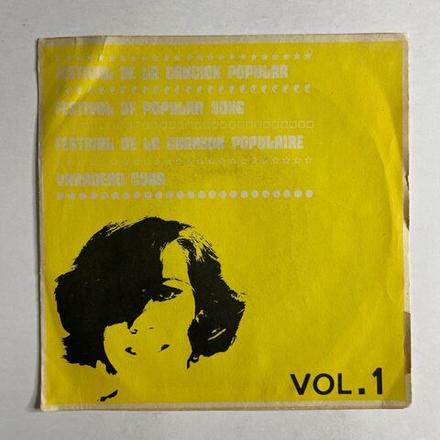 FESTIVAL DE LA CANCION POPULAR
FESTIVAL OF POPULAR SONG
FESTIVAL DE LA CHANSON POPULAIRE
VARADERO CUBA
VOL.1